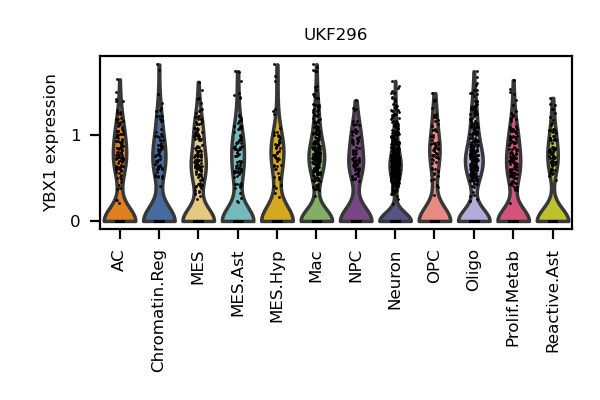 UKF296
YBX1 expression
1
0
AC
Chromatin.Reg
MES
MES.Ast
MES.Hyp
Mac
NPC
Neuron
OPC
Oligo
Prolif.Metab
Reactive.Ast